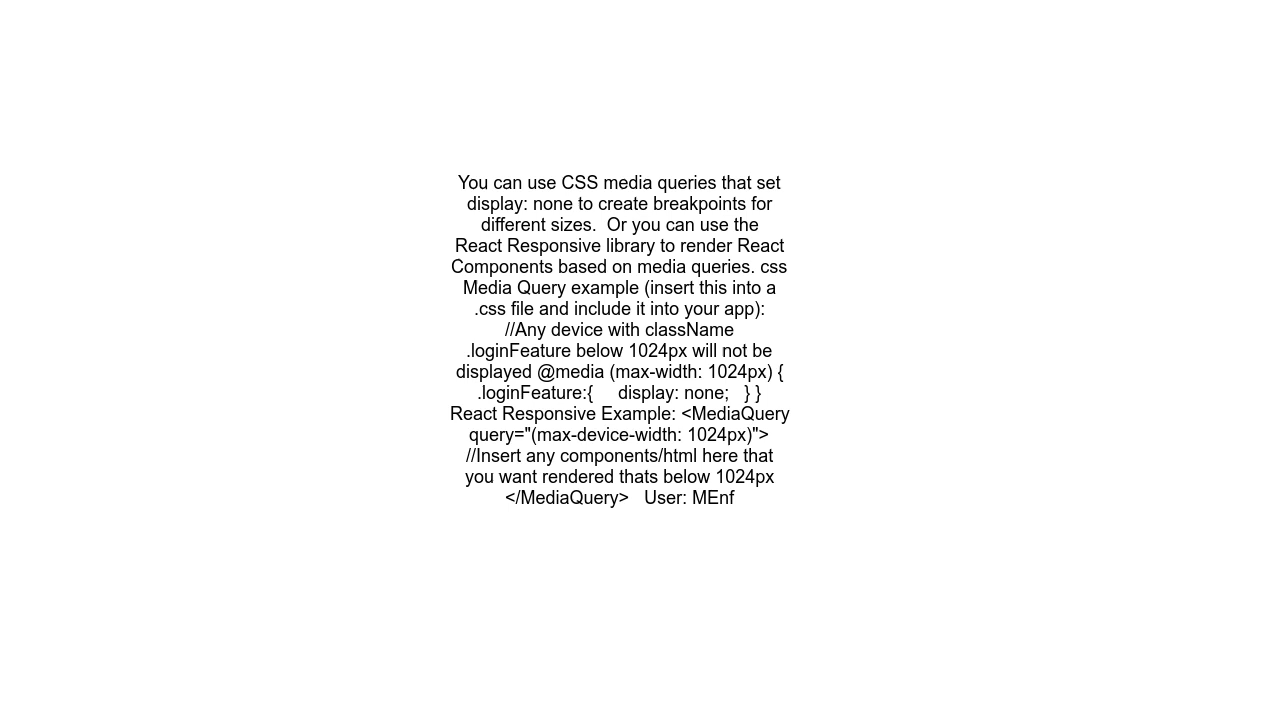 You can use CSS media queries that set
display: none to create breakpoints for
different sizes.  Or you can use the
React Responsive library to render React
Components based on media queries. css
Media Query example (insert this into a
.css file and include it into your app):
//Any device with className
.loginFeature below 1024px will not be
displayed @media (max-width: 1024px) {
.loginFeature:{     display: none;   } }
React Responsive Example: <MediaQuery
query="(max-device-width: 1024px)">
//Insert any components/html here that
you want rendered thats below 1024px
</MediaQuery>   User: MEnf